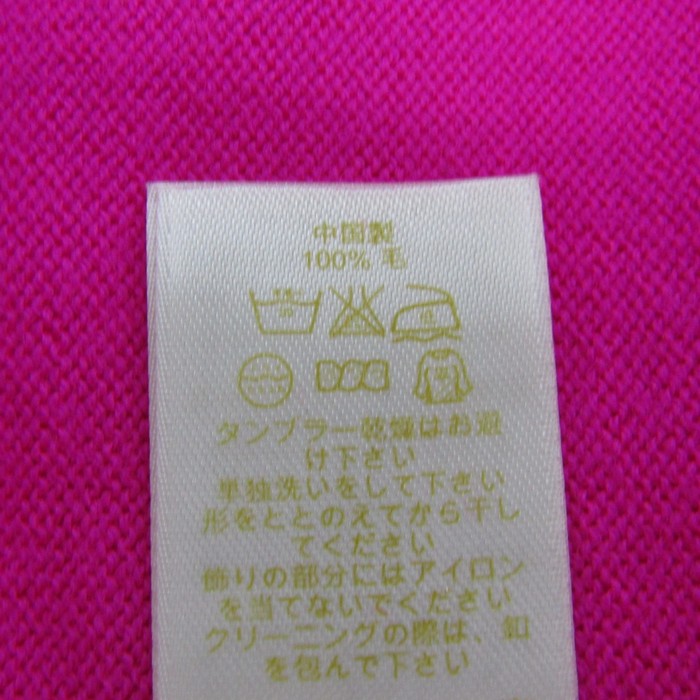 中国製
100% 毛
タンブラー乾燥はお避
け下さい
単独洗いをして下さい
形をととのえてから干し
てください
飾りの部分にはアイロン
を当てないでください
クリーニングの際は、釦
を包んで下さい